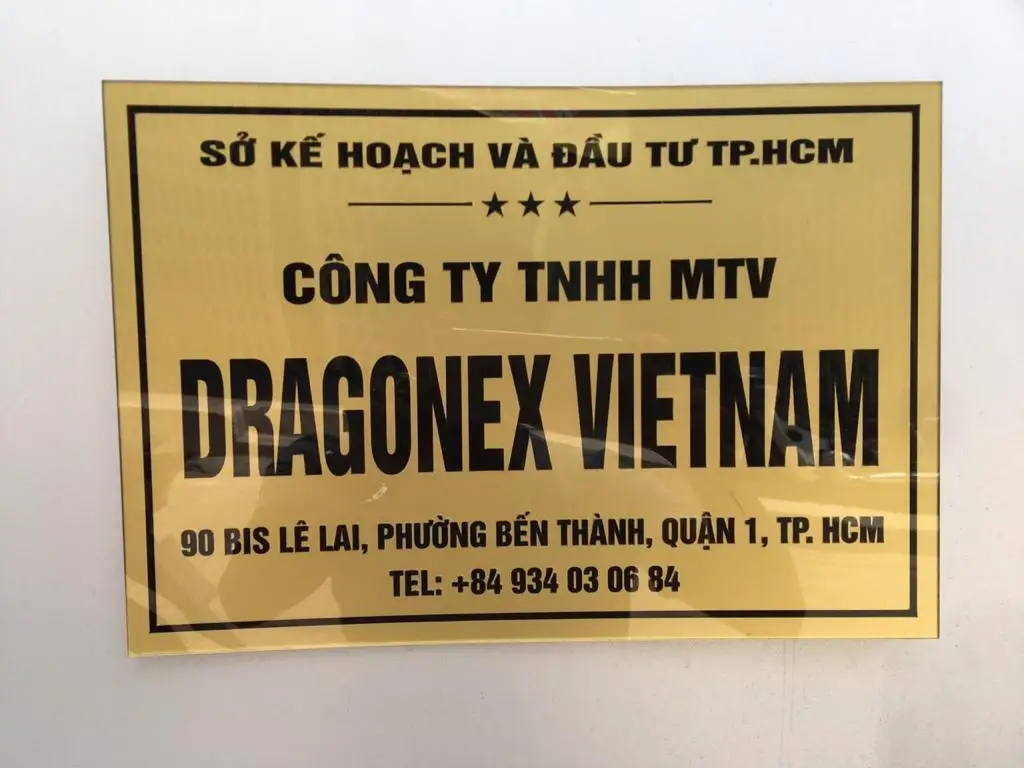 SỞ KẾ HOẠCH VÀ ĐẦU TƯ TP.HCM
CÔNG TY TNHH MTV
DRAGONEX VIETNAM
90 BIS LÊ LAI, PHƯỜNG BẾN THÀNH, QUẬN 1, TP. HCM
TEL: +84 934 03 06 84